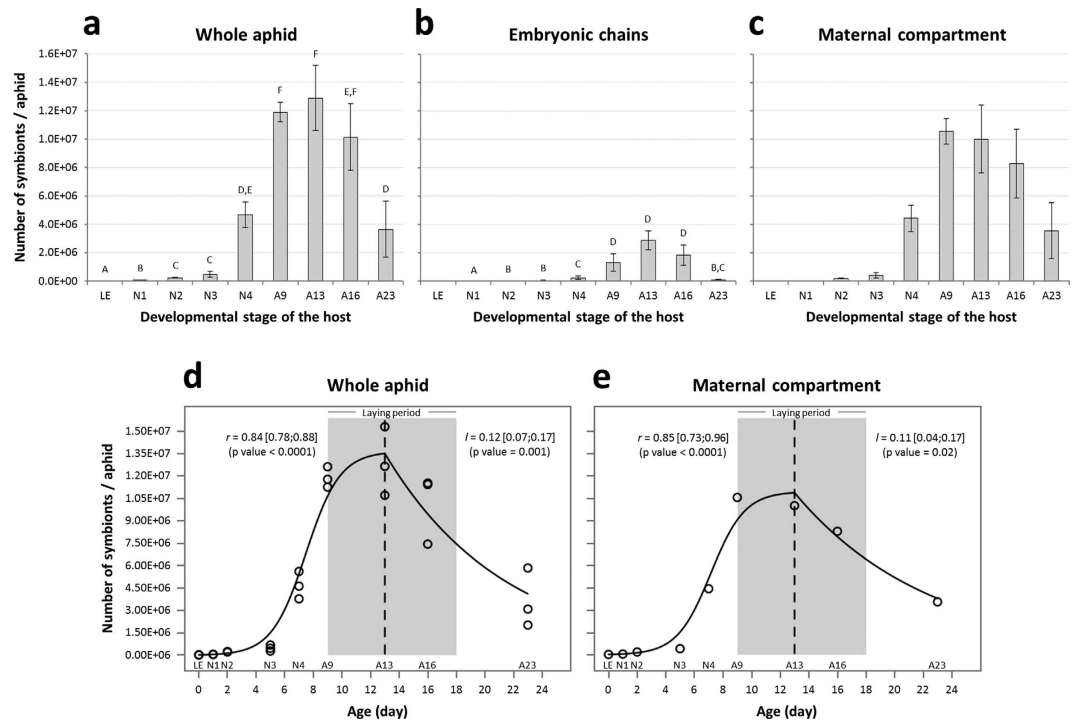 a
Whole aphid
b
Embryonic chains
c
Maternal compartment
Number of symbionts / aphid
1.6E+07
1.4E+07
1.2E+07
1.0E+07
8.0E+06
6.0E+06
4.0E+06
2.0E+06
0.0E+00
A B C C D,E F F E,F D
LE N1 N2 N3 N4 A9 A13 A16 A23
Developmental stage of the host
A B B C D D D B,C
LE N1 N2 N3 N4 A9 A13 A16 A23
Developmental stage of the host
LE N1 N2 N3 N4 A9 A13 A16 A23
Developmental stage of the host
d
Whole aphid
Number of symbionts / aphid
Laying period
r = 0.84 [0.78;0.88]
(p value < 0.0001)
l = 0.12 [0.07;0.17]
(p value = 0.001)
1.50E+07
1.35E+07
1.20E+07
1.05E+07
9.00E+06
7.50E+06
6.00E+06
4.50E+06
3.00E+06
1.50E+06
0.00E+06
LE N1 N2 N3 N4 A9 A13 A16 A23
0 2 4 6 8 10 12 14 16 18 20 22 24
Age (day)
e
Maternal compartment
Laying period
r = 0.85 [0.73;0.96]
(p value < 0.0001)
l = 0.11 [0.04;0.17]
(p value = 0.02)
LE N1 N2 N3 N4 A9 A13 A16 A23
0 2 4 6 8 10 12 14 16 18 20 22 24
Age (day)